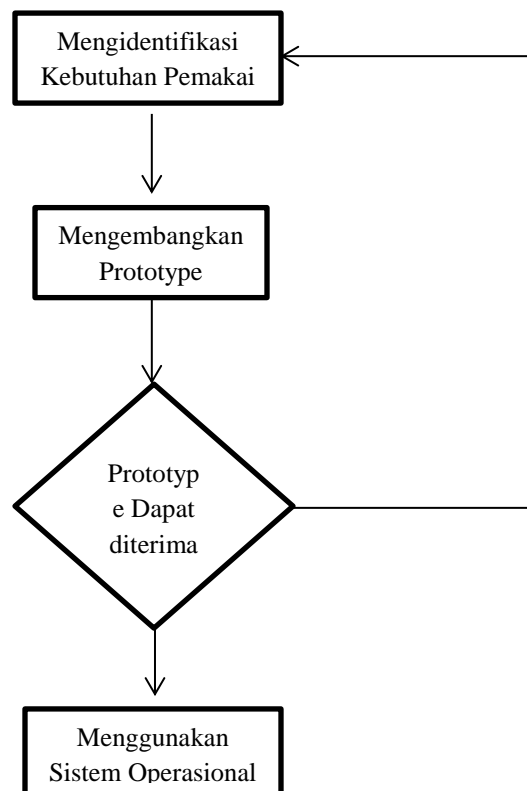 Mengidentifikasi
Kebutuhan Pemakai
Mengembangkan
Prototype
Prototyp
e Dapat
diterima
Menggunakan
Sistem Operasional